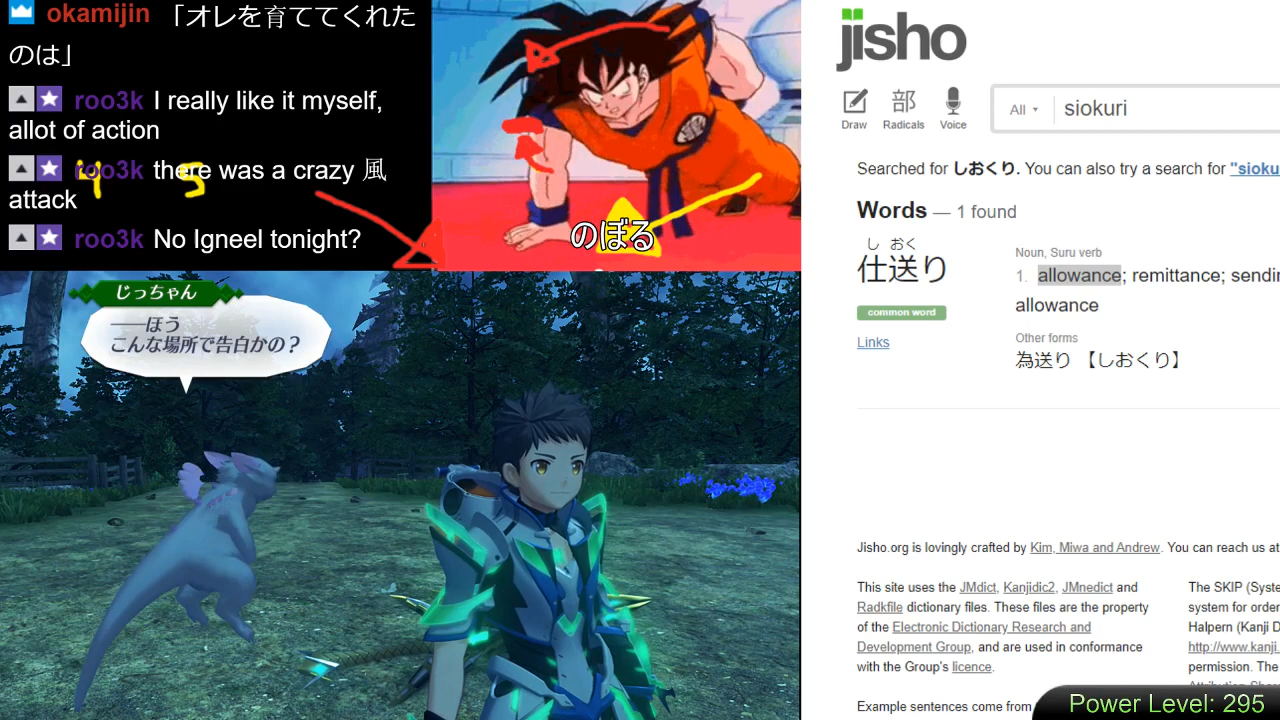 okamijin 「オレを育ててくれた
のは」
roo3k I really like it myself,
allot of action
roo3k there was a crazy 風
attack
4 5
roo3k No Igneel tonight?
のぼる
じっちゃん
──ほう
こんな場所で告白かの?
jisho
Draw Radicals Voice
部
All siokuri
Searched for しおくり. You can also try a search for "sioku
Words — 1 found
し おく
仕送り
common word
Links
Noun, Suru verb
1. allowance; remittance; sendin
allowance
Other forms
為送り 【しおくり】
Jisho.org is lovingly crafted by Kim, Miwa and Andrew. You can reach us at
This site uses the JMdict, Kanjidic2, JMnedict and
Radkfile dictionary files. These files are the property
of the Electronic Dictionary Research and
Development Group, and are used in conformance
with the Group's licence.
The SKIP (Syste
system for order
Halpern (Kanji D
http://www.kanji.
permission. The
Example sentences come from
Power Level: 295